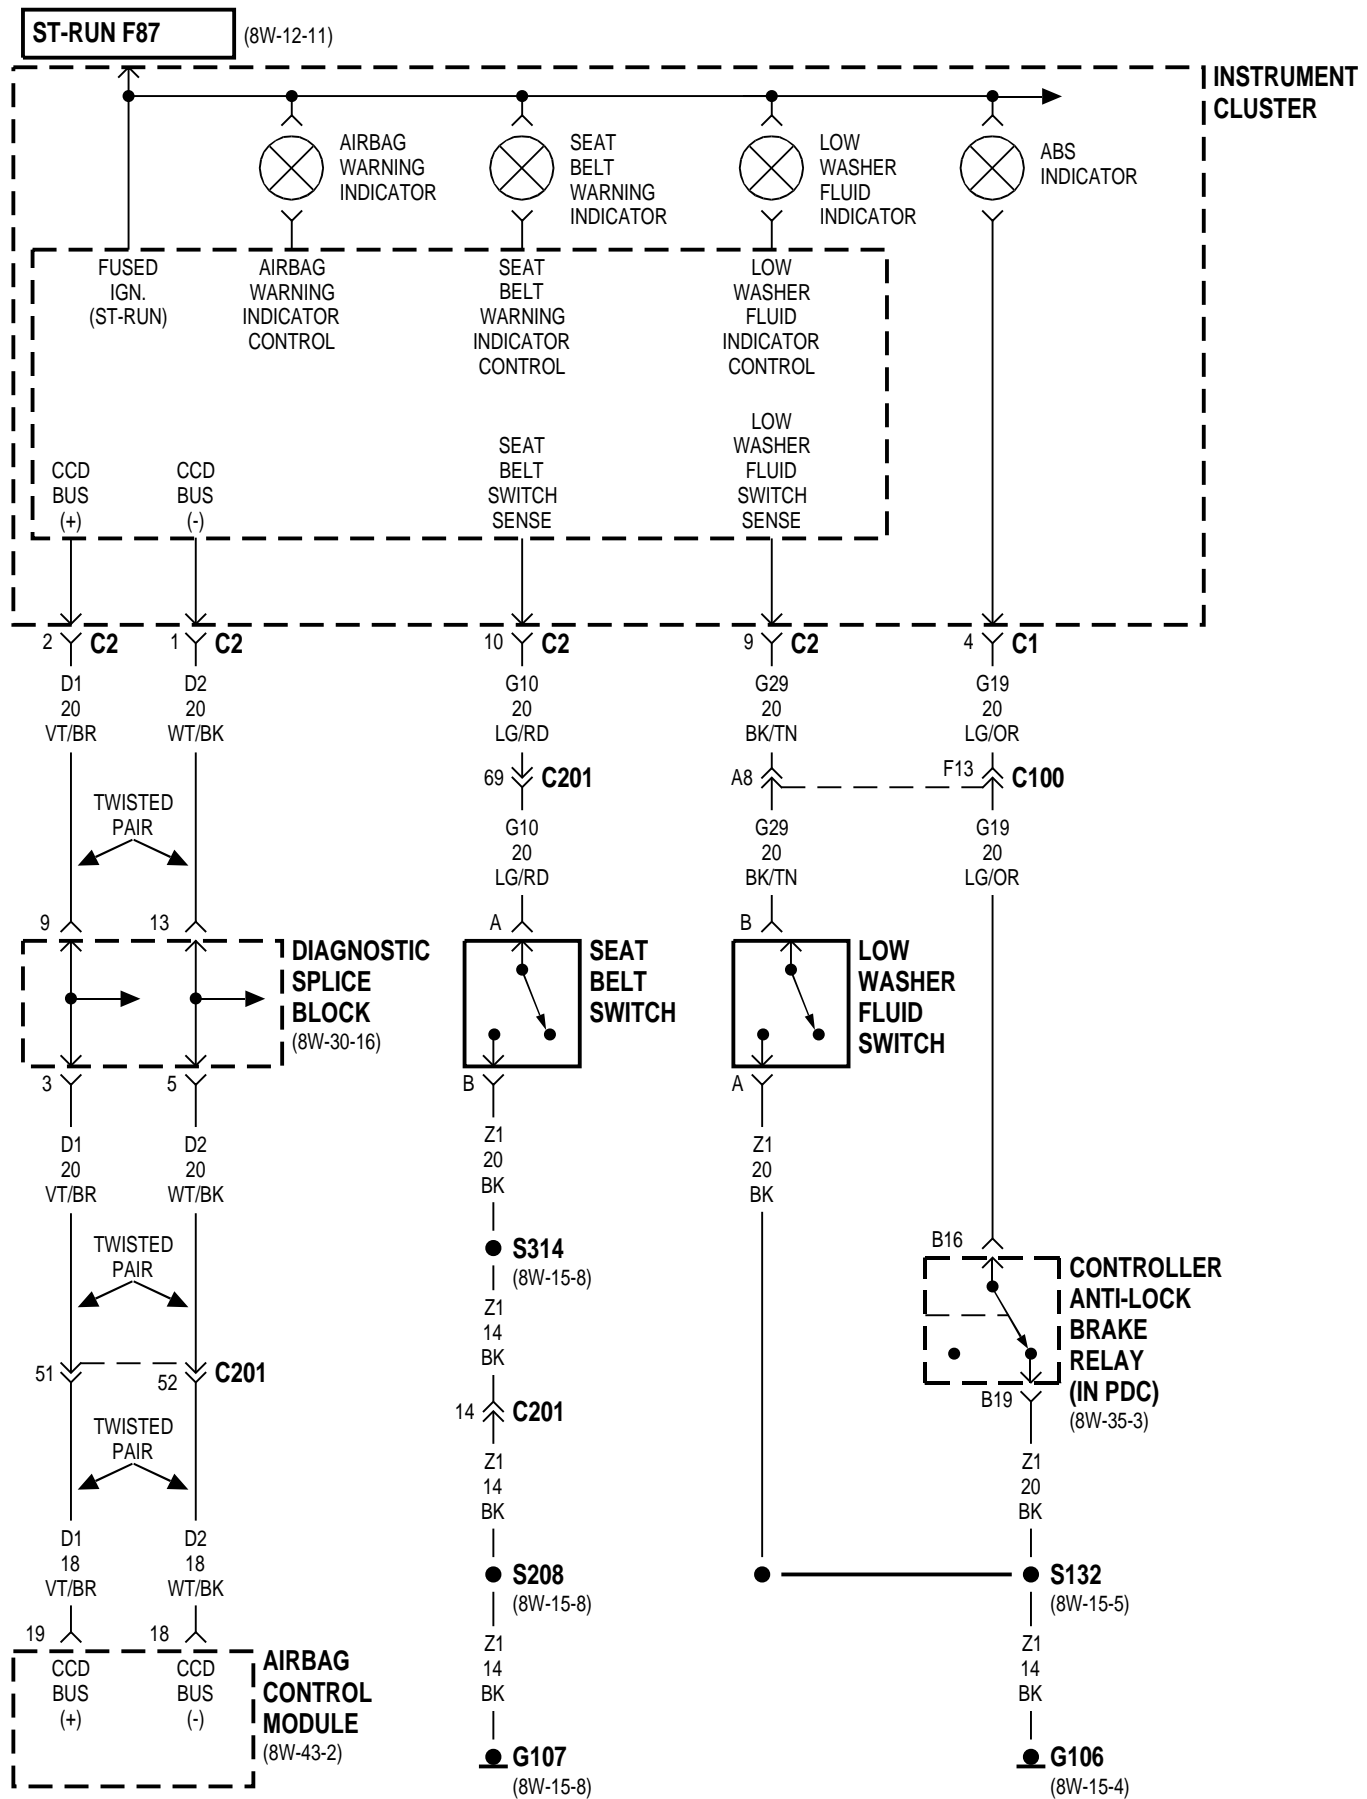 ST-RUN F87
(8W-12-11)
INSTRUMENT
CLUSTER
AIRBAG
WARNING
INDICATOR
SEAT
BELT
WARNING
INDICATOR
LOW
WASHER
FLUID
INDICATOR
ABS
INDICATOR
FUSED
IGN.
(ST-RUN)
AIRBAG
WARNING
INDICATOR
CONTROL
SEAT
BELT
WARNING
INDICATOR
CONTROL
LOW
WASHER
FLUID
INDICATOR
CONTROL
CCD
BUS
(+)
CCD
BUS
(-)
SEAT
BELT
SWITCH
SENSE
LOW
WASHER
FLUID
SWITCH
SENSE
2 C2
1 C2
10 C2
9 C2
4 C1
D1
20
VT/BR
D2
20
WT/BK
G10
20
LG/RD
G29
20
BK/TN
G19
20
LG/OR
69 C201
A8
F13 C100
TWISTED
PAIR
G10
20
LG/RD
G29
20
BK/TN
G19
20
LG/OR
9
13
A
B
DIAGNOSTIC
SPLICE
BLOCK
(8W-30-16)
SEAT
BELT
SWITCH
LOW
WASHER
FLUID
SWITCH
3
5
B
A
D1
20
VT/BR
D2
20
WT/BK
Z1
20
BK
Z1
20
BK
TWISTED
PAIR
S314
(8W-15-8)
B16
CONTROLLER
ANTI-LOCK
BRAKE
RELAY
(IN PDC)
(8W-35-3)
Z1
14
BK
51
52 C201
14 C201
B19
TWISTED
PAIR
Z1
14
BK
Z1
20
BK
D1
18
VT/BR
D2
18
WT/BK
S208
(8W-15-8)
S132
(8W-15-5)
19
18
CCD
BUS
(+)
CCD
BUS
(-)
AIRBAG
CONTROL
MODULE
(8W-43-2)
Z1
14
BK
Z1
14
BK
G107
(8W-15-8)
G106
(8W-15-4)